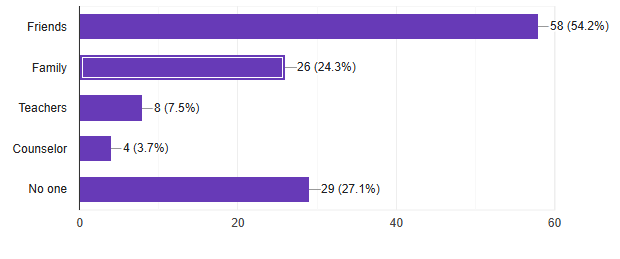 Friends 58 (54.2%)
Family 26 (24.3%)
Teachers 8 (7.5%)
Counselor 4 (3.7%)
No one 29 (27.1%)
0 20 40 60